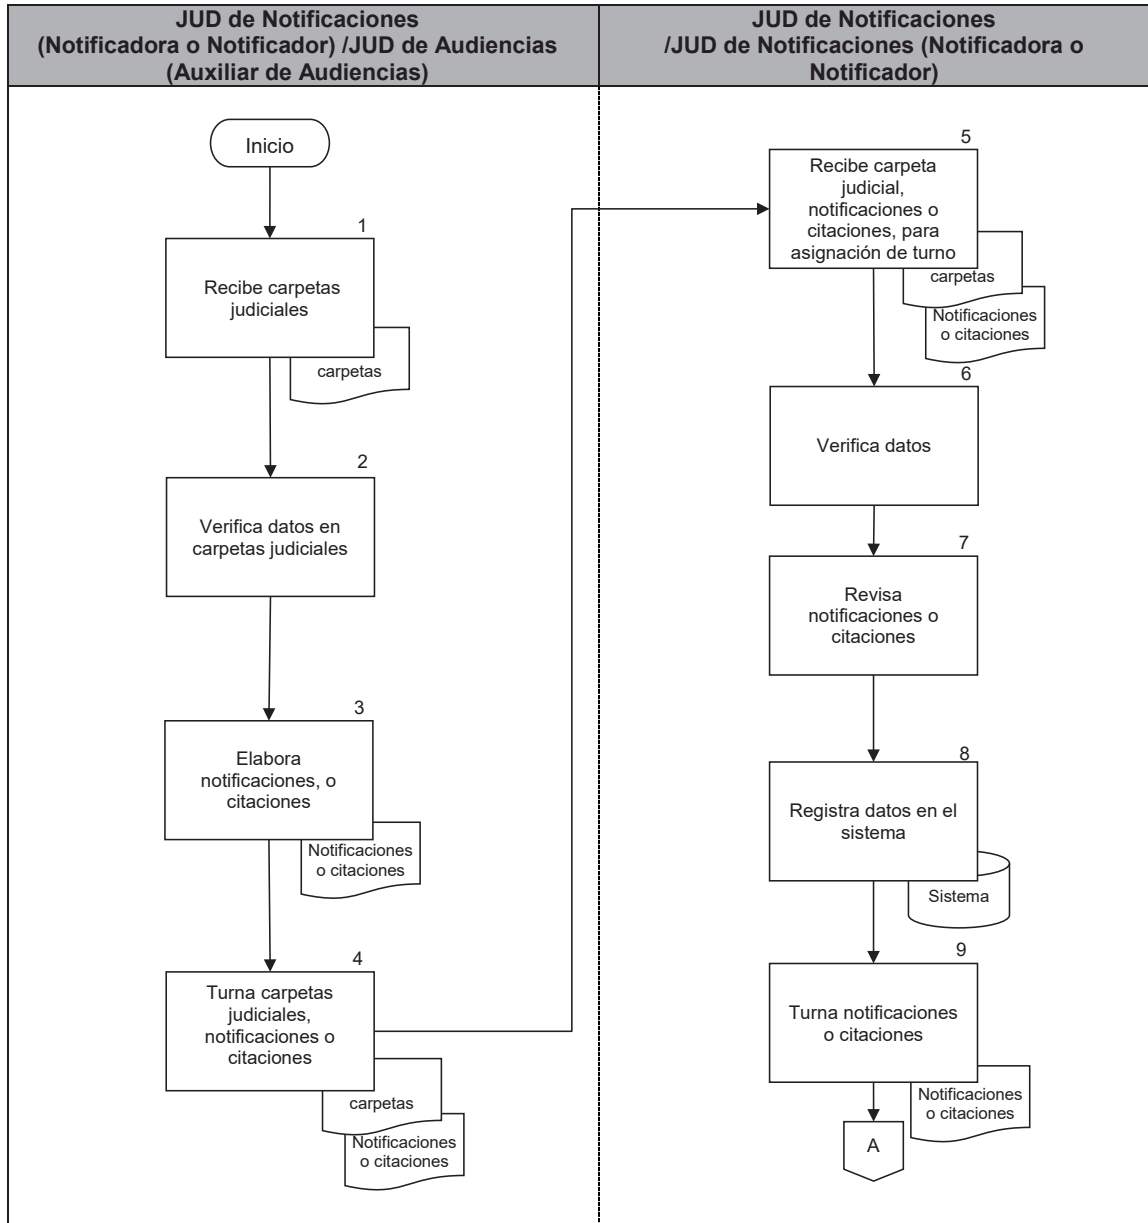 JUD de Notificaciones
(Notificadora o Notificador) /JUD de Audiencias
(Auxiliar de Audiencias)
JUD de Notificaciones
/JUD de Notificaciones (Notificadora o
Notificador)
Inicio
1
Recibe carpetas
judiciales
carpetas
2
Verifica datos en
carpetas judiciales
3
Elabora
notificaciones, o
citaciones
Notificaciones
o citaciones
4
Turna carpetas
judiciales,
notificaciones o
citaciones
carpetas
Notificaciones
o citaciones
5
Recibe carpeta
judicial,
notificaciones o
citaciones, para
asignación de turno
carpetas
Notificaciones
o citaciones
6
Verifica datos
7
Revisa
notificaciones o
citaciones
8
Registra datos en el
sistema
Sistema
9
Turna notificaciones
o citaciones
Notificaciones
o citaciones
A